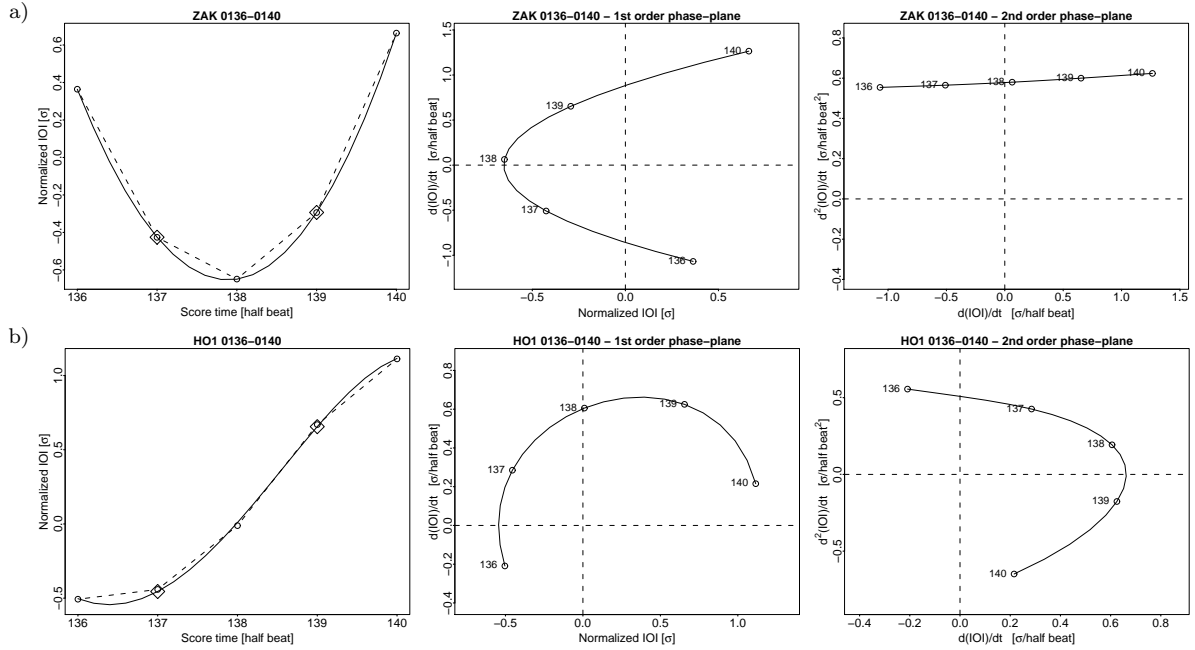 a)
ZAK 0136−0140
Normalized IOI [σ]
−0.6 −0.4 −0.2 0.0 0.2 0.4 0.6
136 137 138 139 140
Score time [half beat]
ZAK 0136−0140 − 1st order phase−plane
d(IOI)/dt [σ/half beat]
−1.0 −0.5 0.0 0.5 1.0 1.5
140
139
138
137
136
−0.5 0.0 0.5
Normalized IOI [σ]
ZAK 0136−0140 − 2nd order phase−plane
d²(IOI)/dt [σ/half beat²]
−0.4 −0.2 0.0 0.2 0.4 0.6 0.8
136 137 138 139 140
−1.0 −0.5 0.0 0.5 1.0 1.5
d(IOI)/dt [σ/half beat]
b)
HO1 0136−0140
Normalized IOI [σ]
−0.5 0.0 0.5 1.0
136 137 138 139 140
Score time [half beat]
HO1 0136−0140 − 1st order phase−plane
d(IOI)/dt [σ/half beat]
−0.4 −0.2 0.0 0.2 0.4 0.6 0.8
138 139
137
140
136
−0.5 0.0 0.5 1.0
Normalized IOI [σ]
HO1 0136−0140 − 2nd order phase−plane
d²(IOI)/dt [σ/half beat²]
−0.5 0.0 0.5
136
137
138
139
140
−0.4 −0.2 0.0 0.2 0.4 0.6 0.8
d(IOI)/dt [σ/half beat]